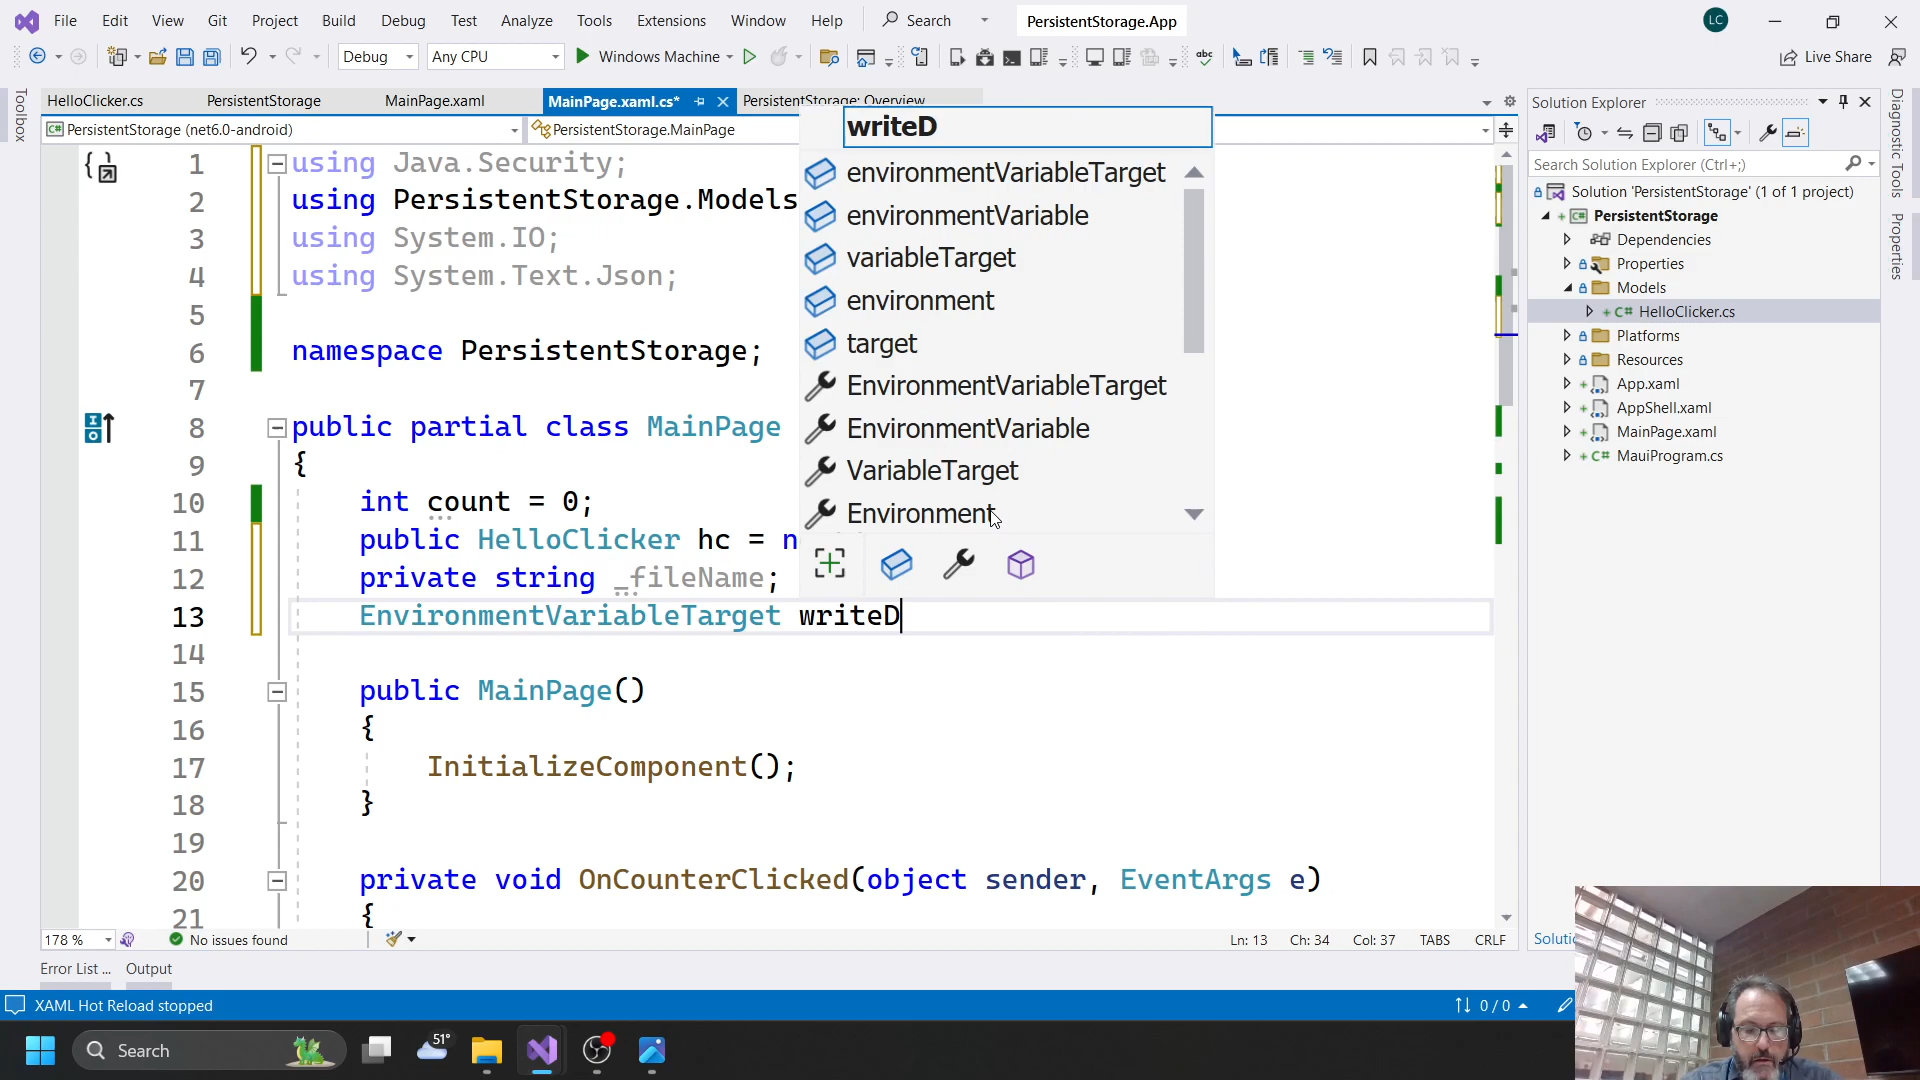 File Edit View Git Project Build Debug Test Analyze Tools Extensions Window Help Search PersistentStorage.App LC
Debug Any CPU Windows Machine abc Live Share
HelloClicker.cs PersistentStorage MainPage.xaml MainPage.xaml.cs* PersistentStorage: Overview
PersistentStorage (net6.0-android) PersistentStorage.MainPage
Toolbox
1 using Java.Security;
2 using PersistentStorage.Models
3 using System.IO;
4 using System.Text.Json;
5
6 namespace PersistentStorage;
7
8 public partial class MainPage
9 {
10 int count = 0;
11 public HelloClicker hc = n
12 private string _fileName;
13 EnvironmentVariableTarget writeD
14
15 public MainPage()
16 {
17 InitializeComponent();
18 }
19
20 private void OnCounterClicked(object sender, EventArgs e)
21 {
writeD
environmentVariableTarget
environmentVariable
variableTarget
environment
target
EnvironmentVariableTarget
EnvironmentVariable
VariableTarget
Environment
178 % No issues found Ln: 13 Ch: 34 Col: 37 TABS CRLF
Error List ... Output
Solution Explorer
Search Solution Explorer (Ctrl+;)
Solution 'PersistentStorage' (1 of 1 project)
PersistentStorage
Dependencies
Properties
Models
HelloClicker.cs
Platforms
Resources
App.xaml
AppShell.xaml
MainPage.xaml
MauiProgram.cs
Diagnostic Tools
Properties
XAML Hot Reload stopped 0 / 0
Search 51°